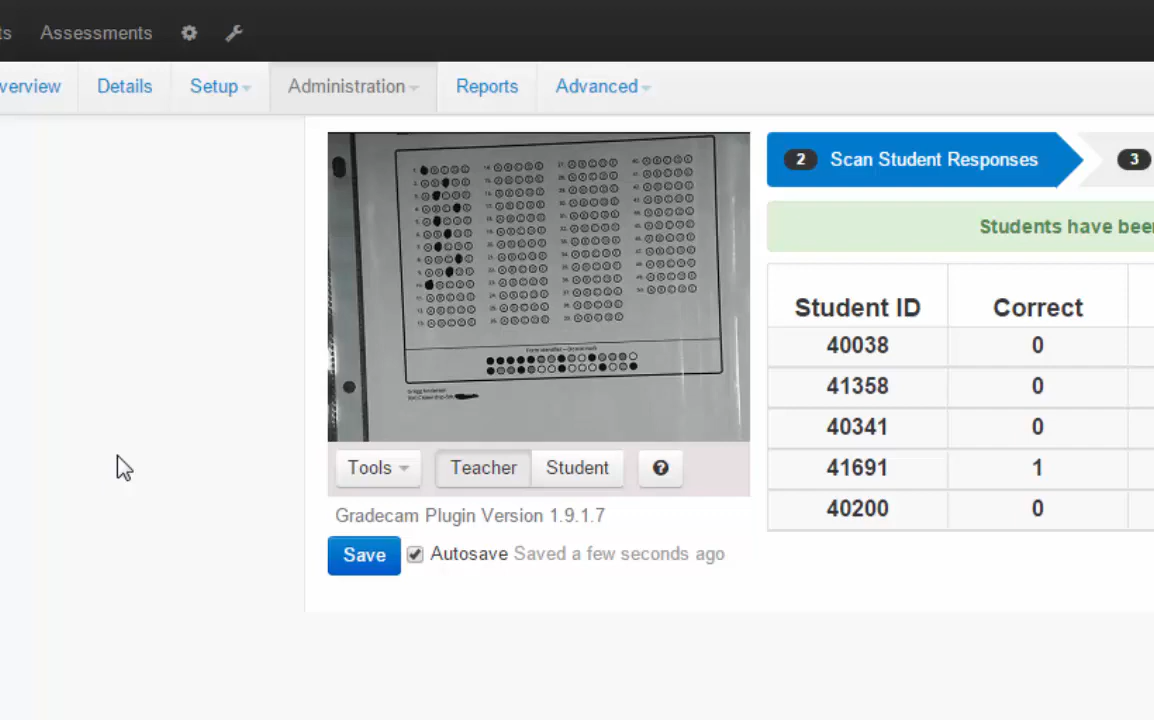 ts Assessments
verview Details Setup Administration Reports Advanced
2 Scan Student Responses 3
Students have bee
Student ID Correct
40038 0
41358 0
40341 0
41691 1
40200 0
Tools Teacher Student ?
Gradecam Plugin Version 1.9.1.7
Save Autosave Saved a few seconds ago